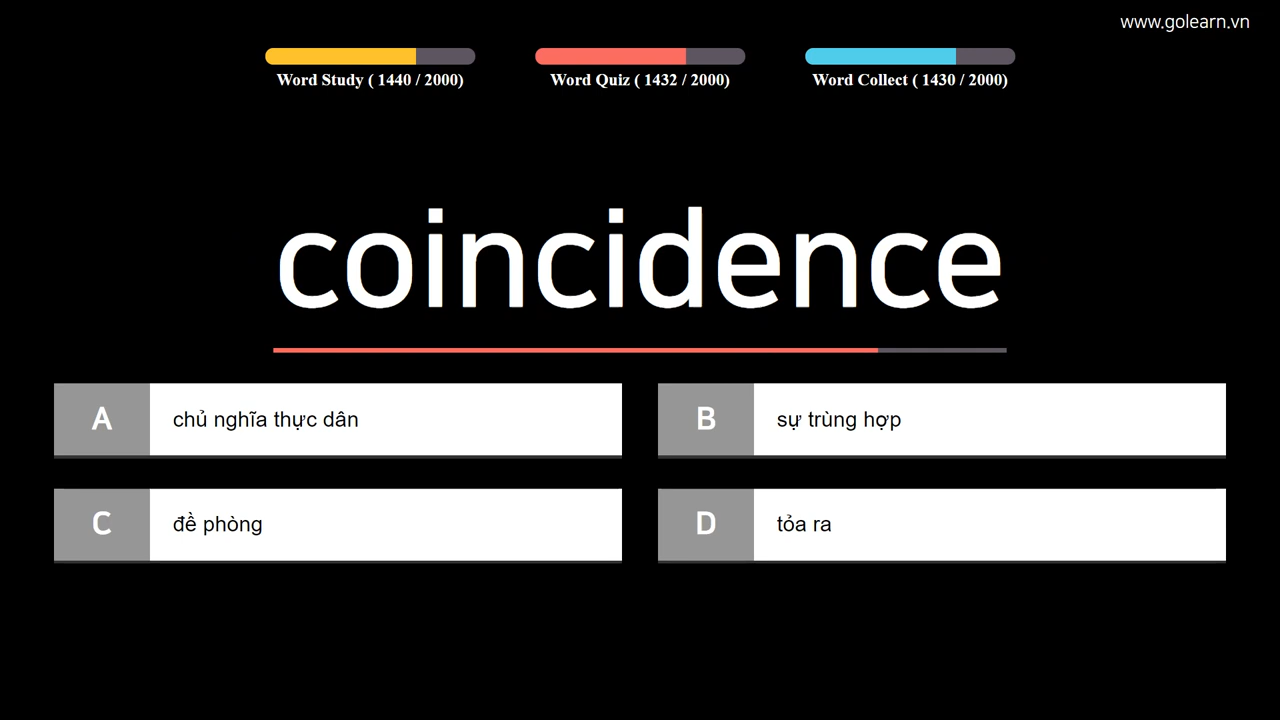 www.golearn.vn
Word Study ( 1440 / 2000)
Word Quiz ( 1432 / 2000)
Word Collect ( 1430 / 2000)
coincidence
A chủ nghĩa thực dân
B sự trùng hợp
C đề phòng
D tỏa ra